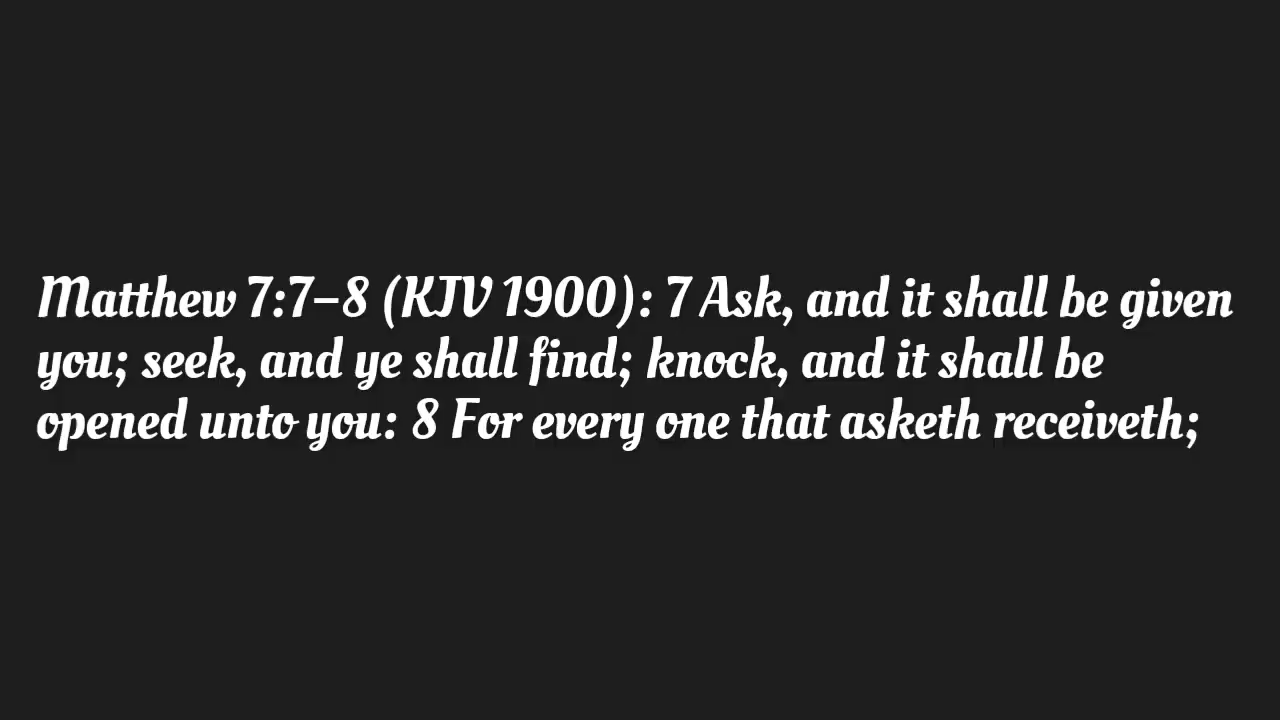 Matthew 7:7–8 (KJV 1900): 7 Ask, and it shall be given
you; seek, and ye shall find; knock, and it shall be
opened unto you: 8 For every one that asketh receiveth;